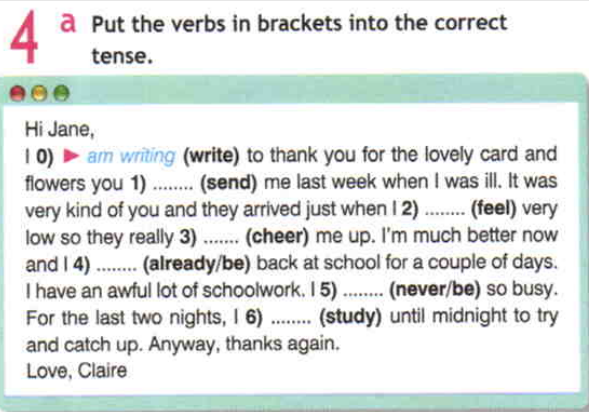 4 a Put the verbs in brackets into the correct
tense.
Hi Jane,
I 0) ► am writing (write) to thank you for the lovely card and
flowers you 1) ........ (send) me last week when I was ill. It was
very kind of you and they arrived just when I 2) ........ (feel) very
low so they really 3) ....... (cheer) me up. I'm much better now
and I 4) ........ (already/be) back at school for a couple of days.
I have an awful lot of schoolwork. I 5) ........ (never/be) so busy.
For the last two nights, I 6) ........ (study) until midnight to try
and catch up. Anyway, thanks again.
Love, Claire